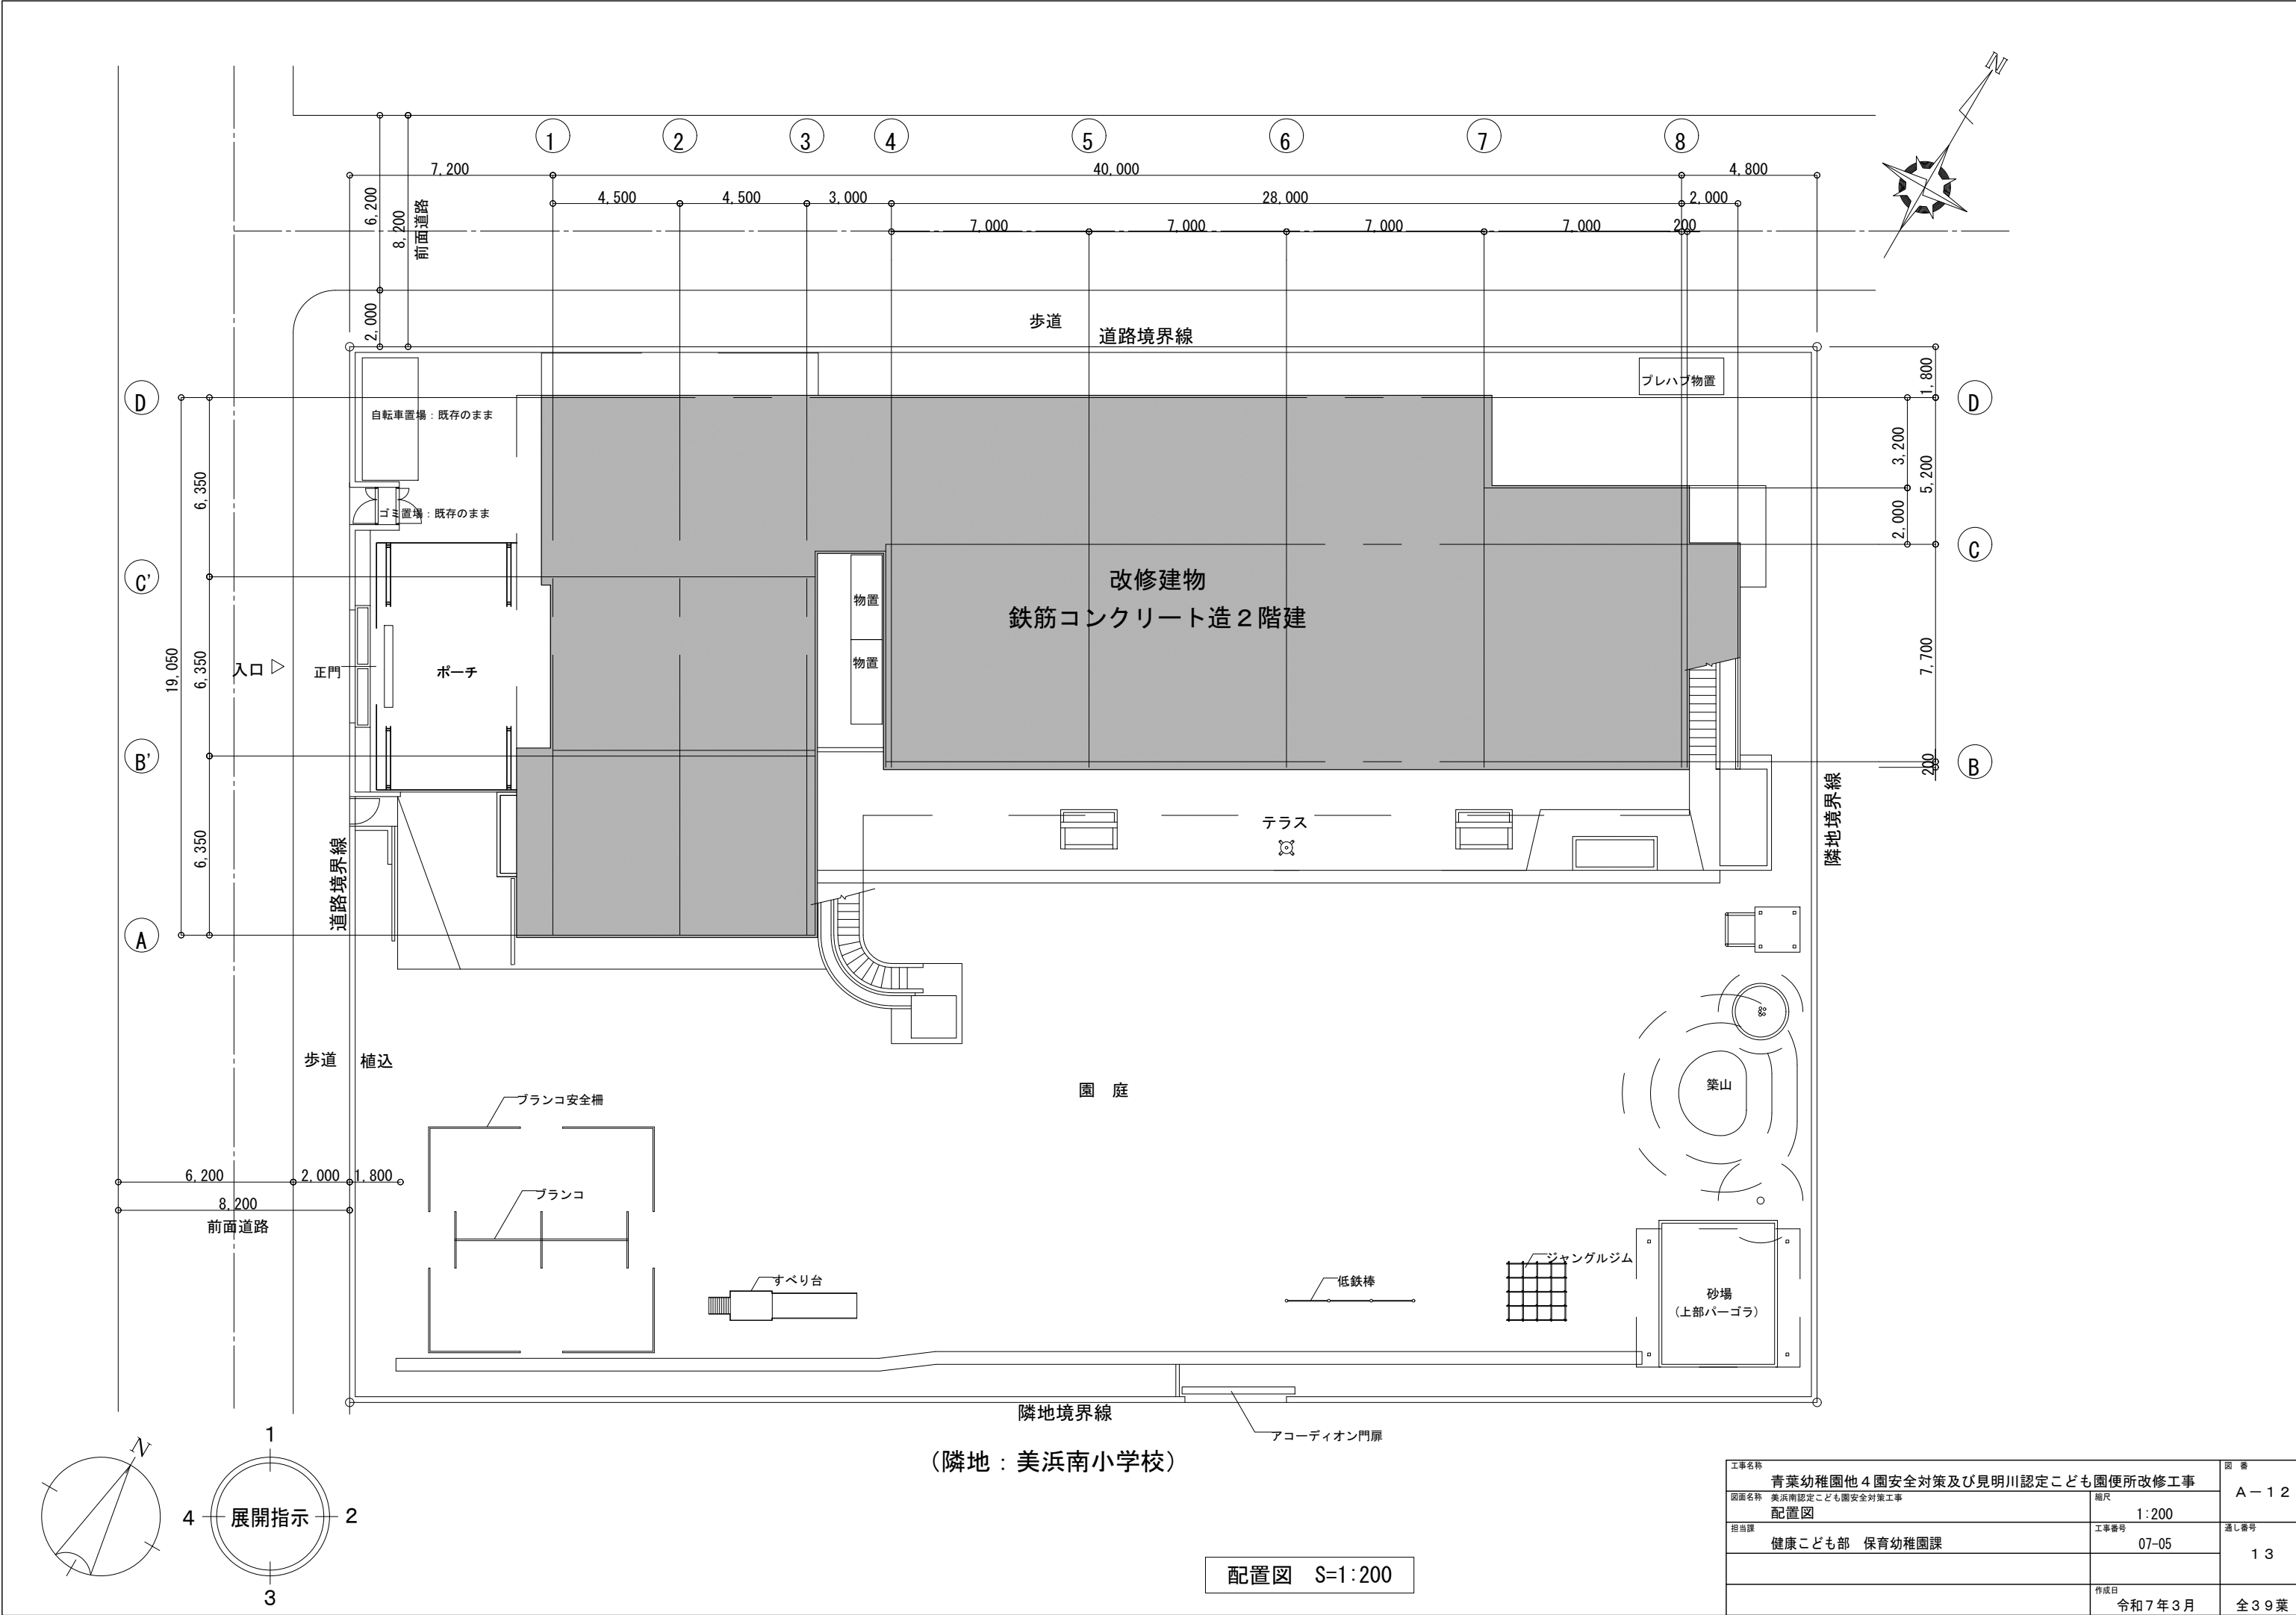 N
1
2
3
4
5
6
7
8
7,200
40,000
4,800
4,500
4,500
3,000
28,000
2,000
7,000
7,000
7,000
7,000
200
6,200
8,200
前面道路
2,000
歩道
道路境界線
プレハブ物置
1,800
D
D
自転車置場：既存のまま
3,200
5,200
6,350
ゴミ置場：既存のまま
2,000
C
C'
改修建物
鉄筋コンクリート造２階建
物置
物置
19,050
6,350
入口
正門
ポーチ
7,700
B'
200
B
テラス
6,350
道路境界線
隣地境界線
A
歩道
植込
園　庭
築山
ブランコ安全柵
6,200
2,000
1,800
8,200
前面道路
ブランコ
すべり台
低鉄棒
ジャングルジム
砂場
（上部パーゴラ）
隣地境界線
アコーディオン門扉
（隣地：美浜南小学校）
N
1
4
展開指示
2
3
配置図　S=1:200
工事名称
青葉幼稚園他４園安全対策及び見明川認定こども園便所改修工事
図　番
A－１２
図面名称
美浜南認定こども園安全対策工事
配置図
縮尺
1:200
担当課
健康こども部　保育幼稚園課
工事番号
07-05
通し番号
１３
作成日
令和７年３月
全３９葉